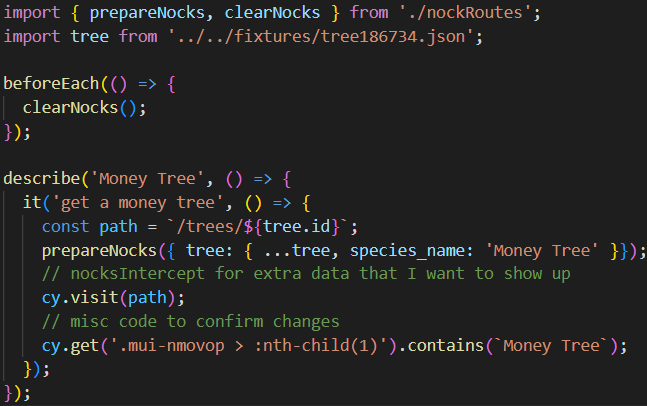 import { prepareNocks, clearNocks } from './nockRoutes';
import tree from '../../fixtures/tree186734.json';
beforeEach(() => {
clearNocks();
});
describe('Money Tree', () => {
it('get a money tree', () => {
const path = `/trees/${tree.id}`;
prepareNocks({ tree: { ...tree, species_name: 'Money Tree' }});
// nocksIntercept for extra data that I want to show up
cy.visit(path);
// misc code to confirm changes
cy.get('.mui-nmovop > :nth-child(1)').contains(`Money Tree`);
});
});